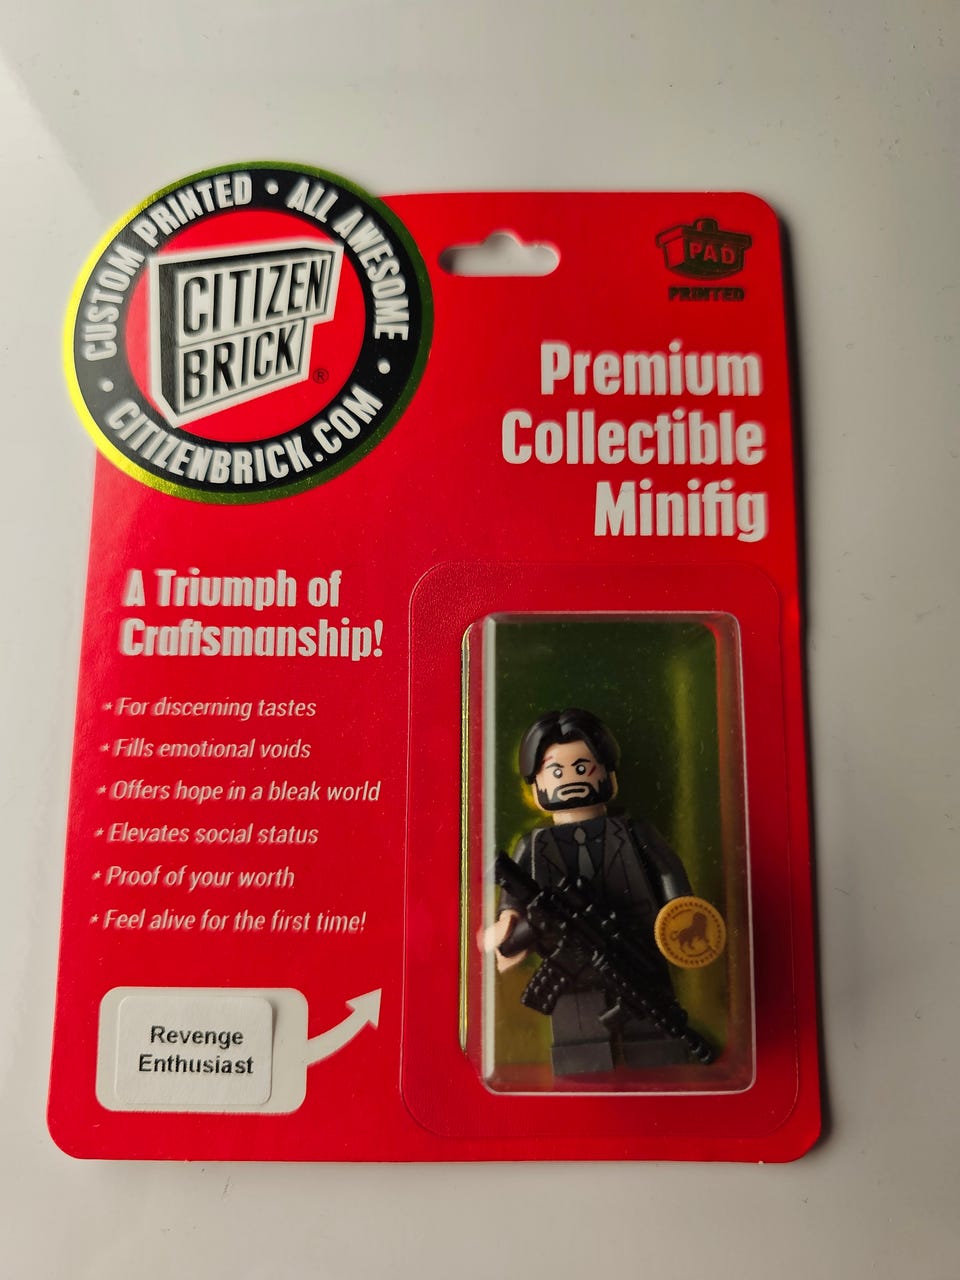 CUSTOM PRINTED • ALL AWESOME
• CITIZENBRICK.COM •
CITIZEN
BRICK
®
PAD
PRINTED
Premium
Collectible
Minifig
A Triumph of
Craftsmanship!
* For discerning tastes
* Fills emotional voids
* Offers hope in a bleak world
* Elevates social status
* Proof of your worth
* Feel alive for the first time!
Revenge
Enthusiast